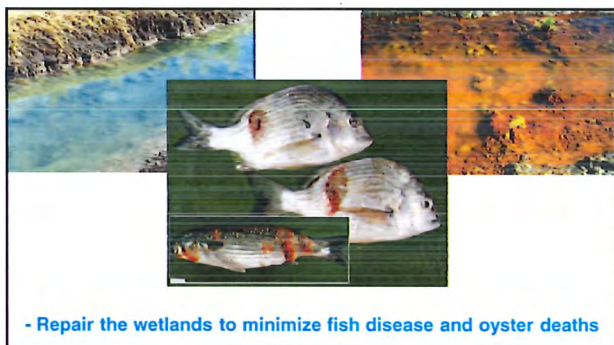 - Repair the wetlands to minimize fish disease and oyster deaths